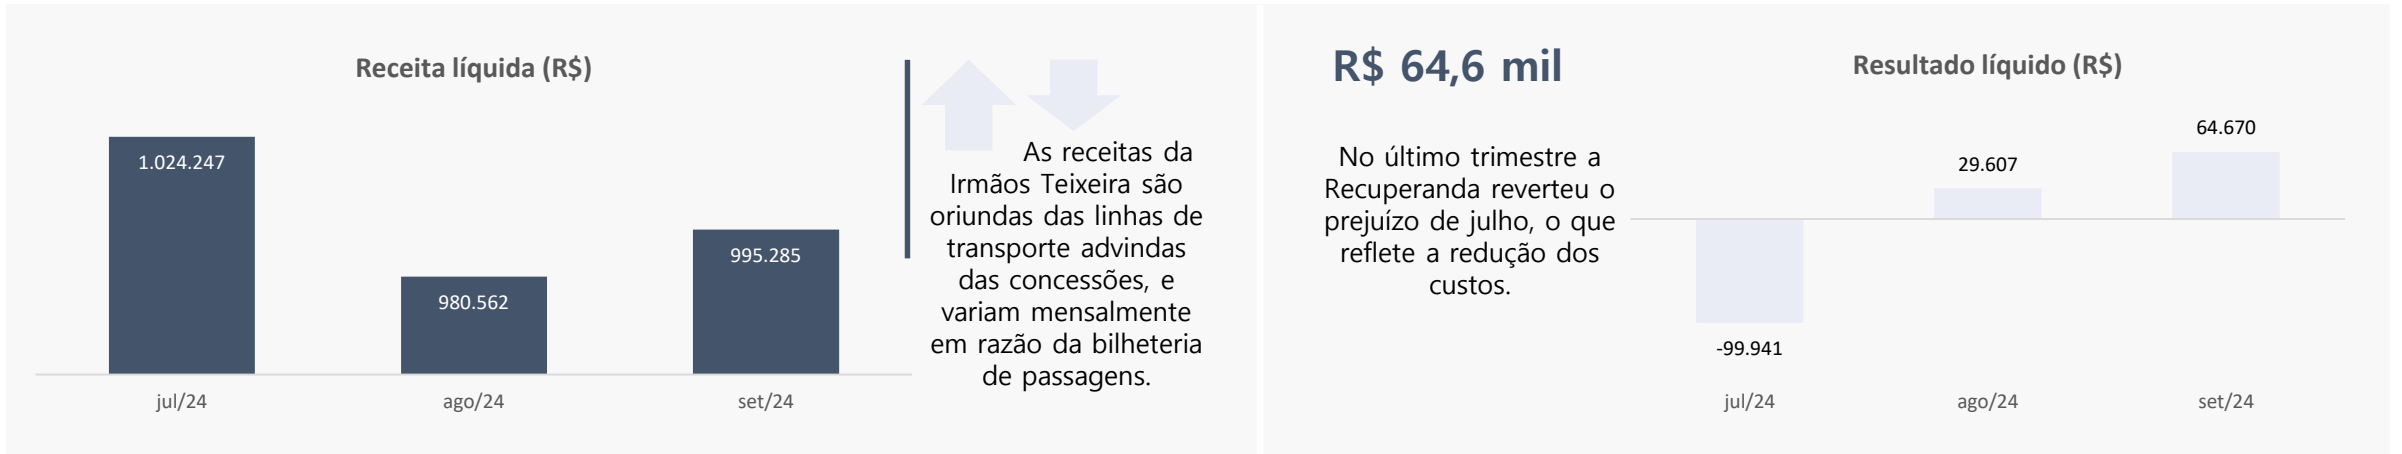 Receita líquida (R$)
1.024.247
980.562
995.285
jul/24
ago/24
set/24
As receitas da
Irmãos Teixeira são
oriundas das linhas de
transporte advindas
das concessões, e
variam mensalmente
em razão da bilheteria
de passagens.
R$ 64,6 mil
No último trimestre a
Recuperanda reverteu o
prejuízo de julho, o que
reflete a redução dos
custos.
Resultado líquido (R$)
-99.941
29.607
64.670
jul/24
ago/24
set/24